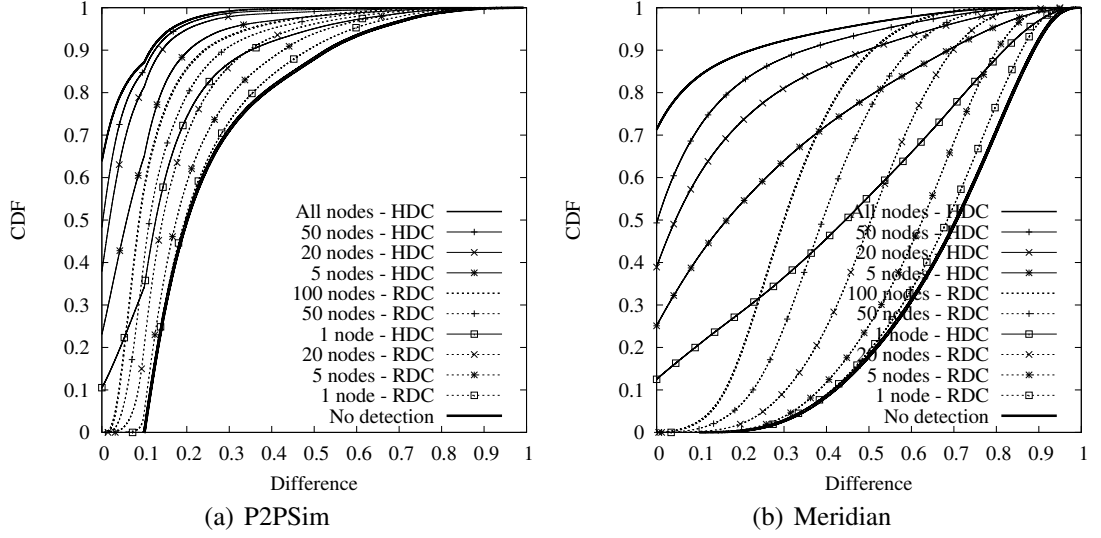 1
0.9
0.8
0.7
0.6
0.5
0.4
0.3
0.2
0.1
0
CDF
All nodes - HDC
50 nodes - HDC
20 nodes - HDC
5 nodes - HDC
100 nodes - RDC
50 nodes - RDC
1 node - HDC
20 nodes - RDC
5 nodes - RDC
1 node - RDC
No detection
0 0.1 0.2 0.3 0.4 0.5 0.6 0.7 0.8 0.9 1
Difference
(a) P2PSim
1
0.9
0.8
0.7
0.6
0.5
0.4
0.3
0.2
0.1
0
CDF
All nodes - HDC
50 nodes - HDC
20 nodes - HDC
5 nodes - HDC
100 nodes - RDC
50 nodes - RDC
1 node - HDC
20 nodes - RDC
5 nodes - RDC
1 node - RDC
No detection
0 0.1 0.2 0.3 0.4 0.5 0.6 0.7 0.8 0.9 1
Difference
(b) Meridian